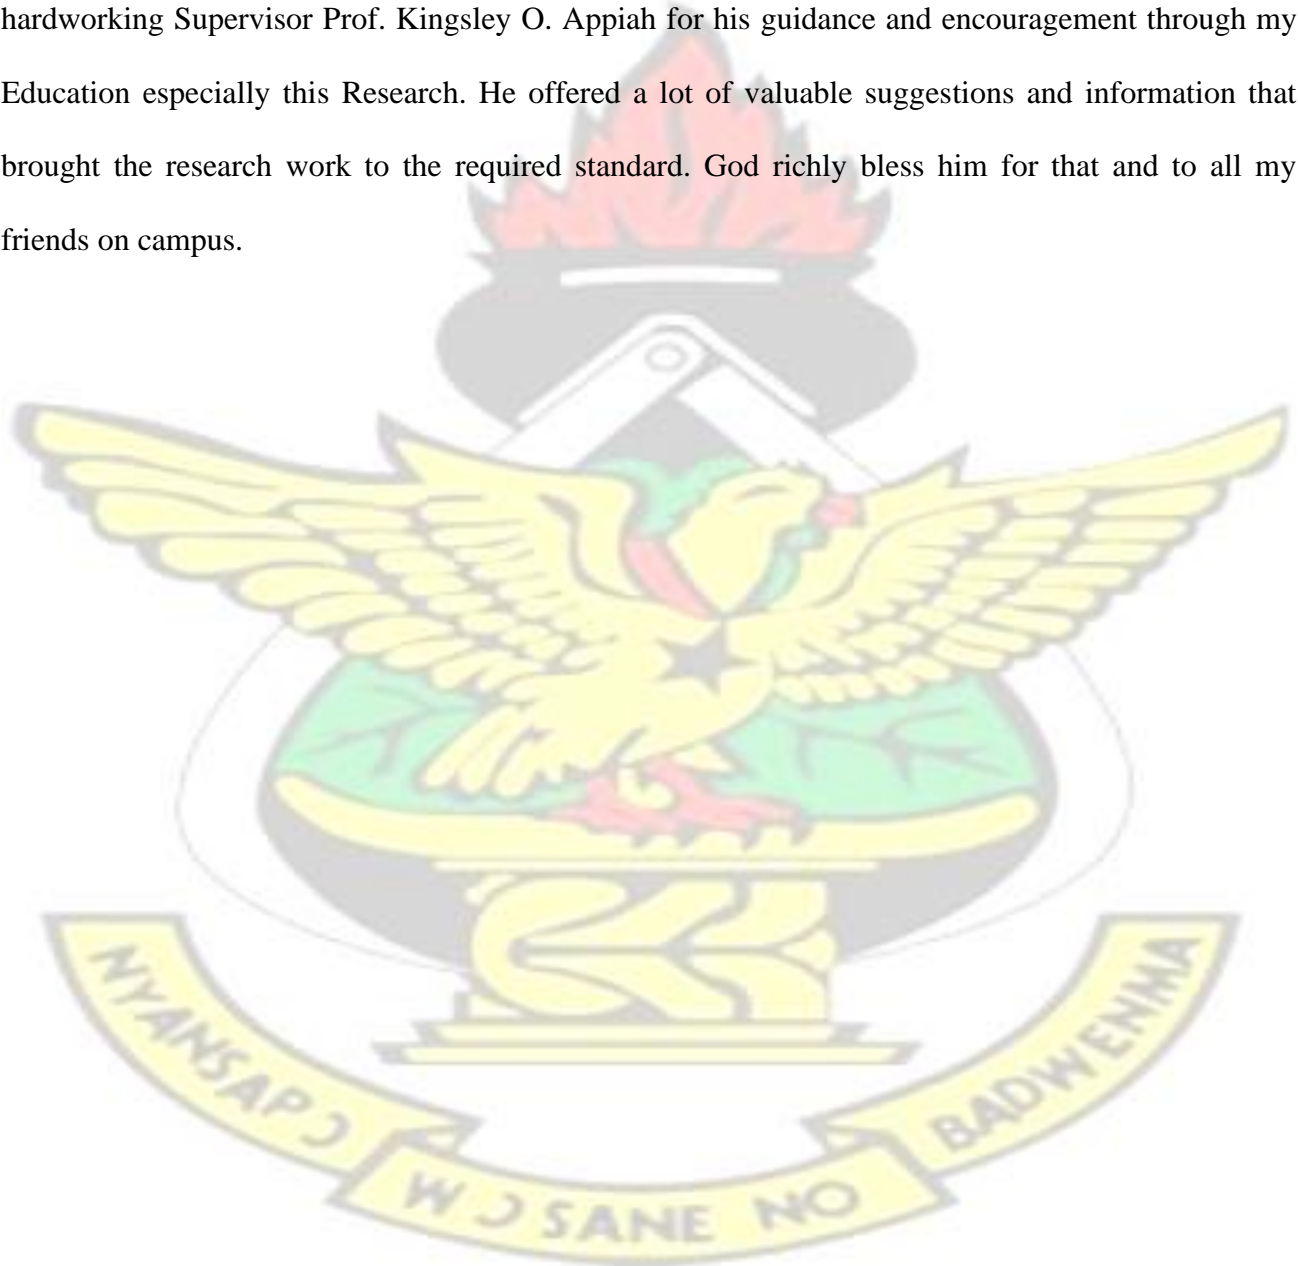 hardworking Supervisor Prof. Kingsley O. Appiah for his guidance and encouragement through my
Education especially this Research. He offered a lot of valuable suggestions and information that
brought the research work to the required standard. God richly bless him for that and to all my
friends on campus.
NYANSAPƆ
WƆSANE NO
BADWENMA